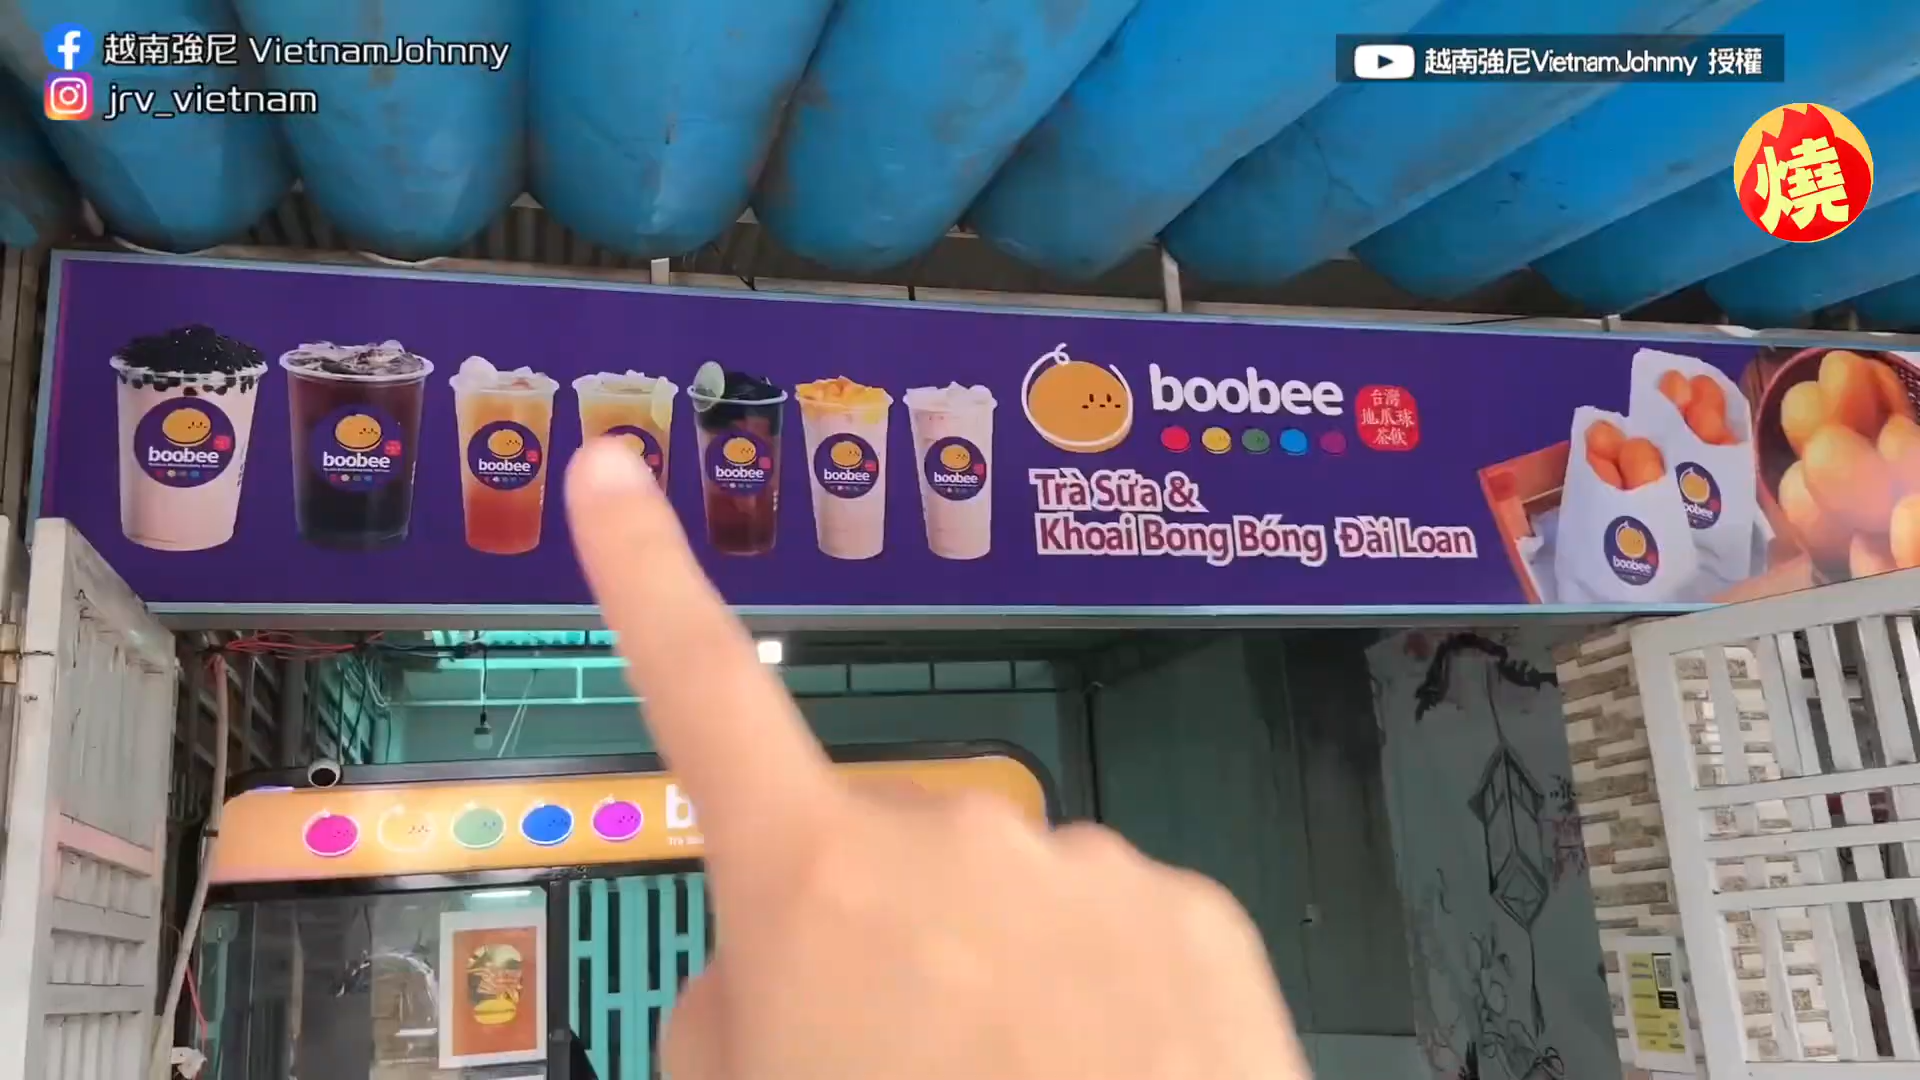 越南強尼 VietnamJohnny
jrv_vietnam
越南強尼VietnamJohnny 授權
燒
boobee
台灣
地瓜球
茶飲
Trà Sữa &
Khoai Bong Bóng Đài Loan
boobee
boobee
boobee
boobee
boobee
boobee
boobee
boobee
b